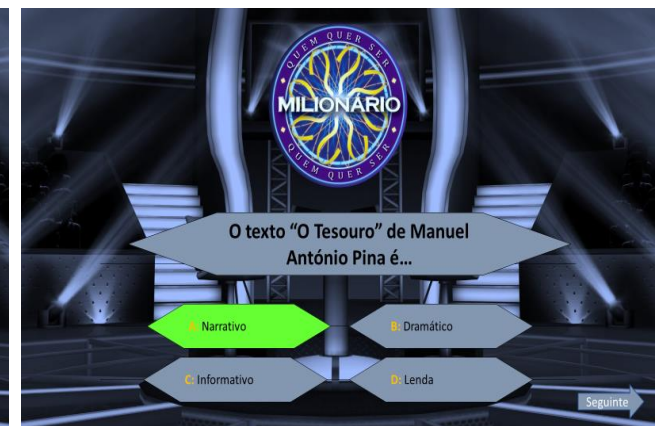 QUEM QUER SER
MILIONÁRIO
QUEM QUER SER
O texto “O Tesouro” de Manuel
António Pina é...
A: Narrativo
B: Dramático
C: Informativo
D: Lenda
Seguinte